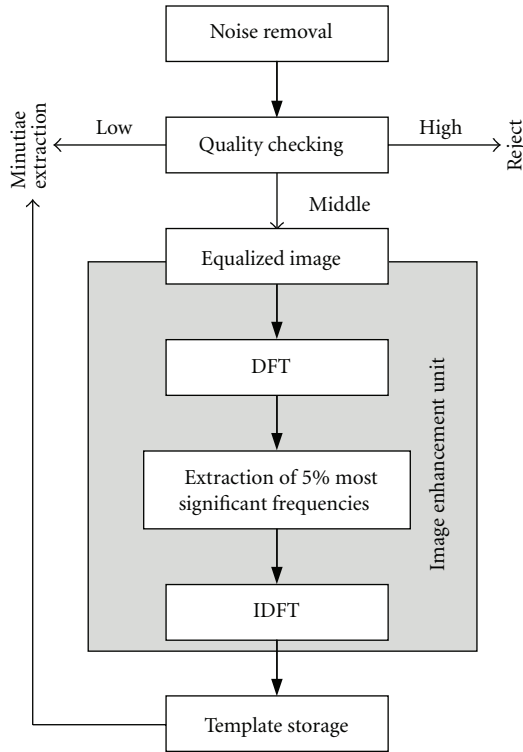 Noise removal
Low
Quality checking
High
Minutiae
extraction
Reject
Middle
Equalized image
DFT
Extraction of 5% most
significant frequencies
Image enhancement unit
IDFT
Template storage